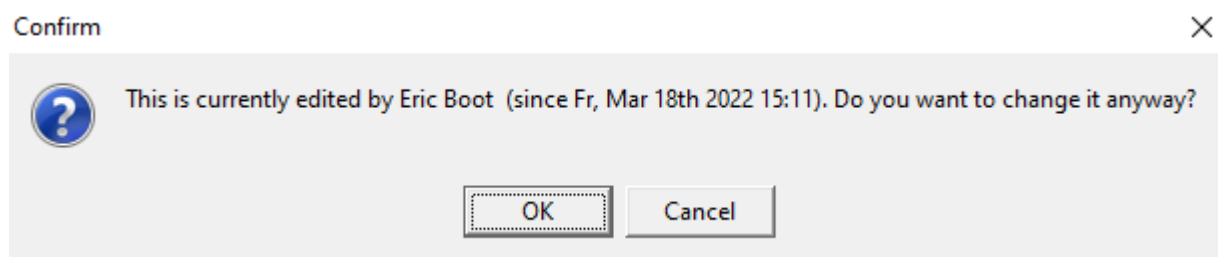 Confirm
This is currently edited by Eric Boot  (since Fr, Mar 18th 2022 15:11). Do you want to change it anyway?
OK
Cancel